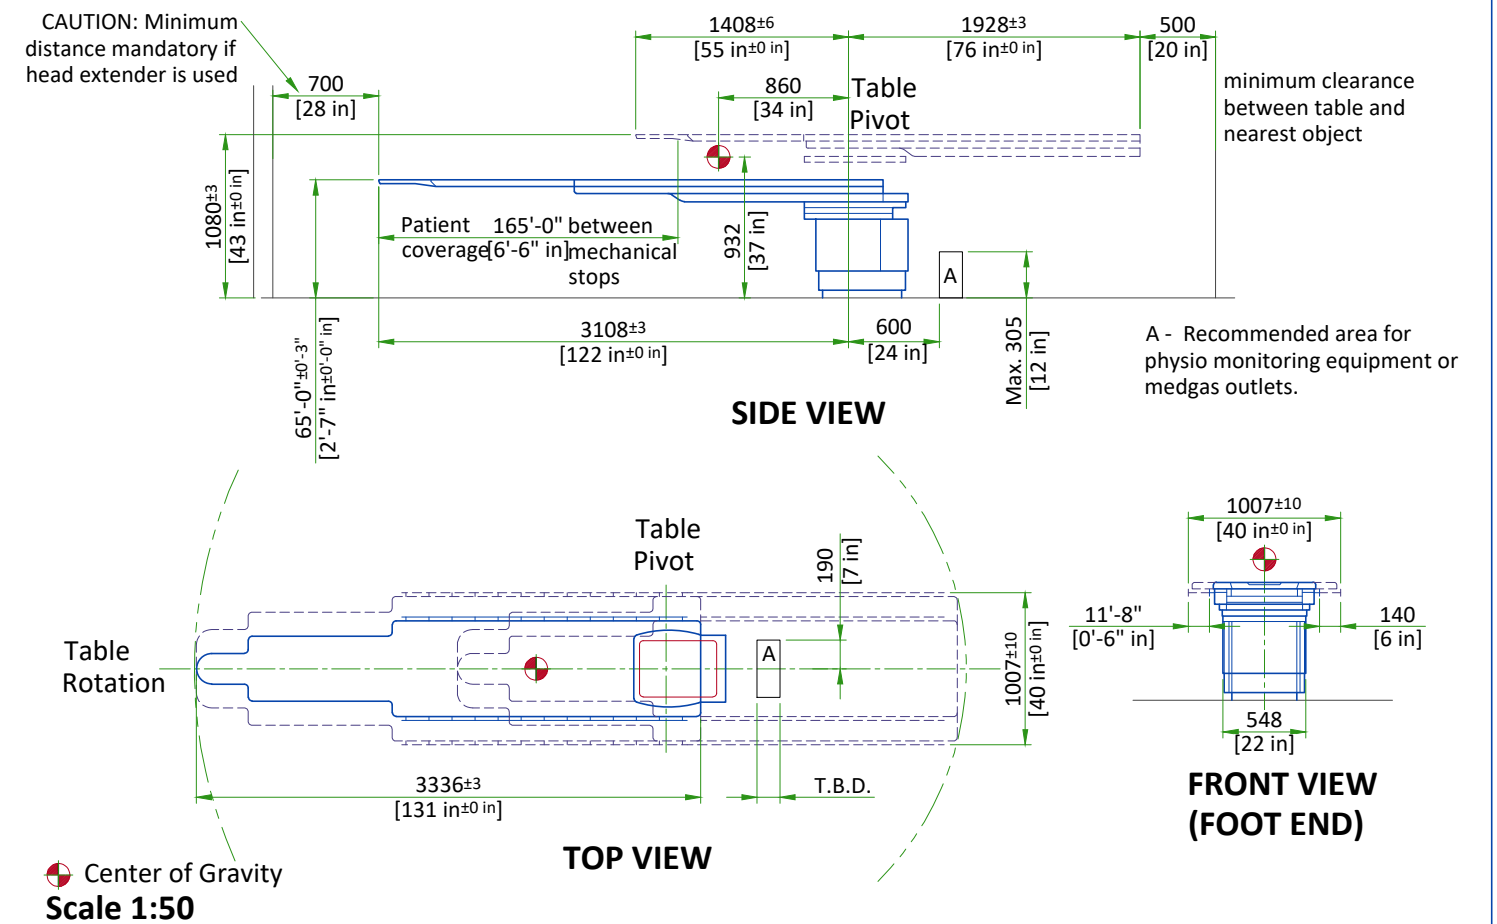 CAUTION: Minimum
distance mandatory if
head extender is used
700
[28 in]
1408±6
[55 in±0 in]
1928±3
[76 in±0 in]
500
[20 in]
860
[34 in]
Table
Pivot
minimum clearance
between table and
nearest object
1080±3
[43 in±0 in]
Patient 165'-0" between
coverage[6'-6" in]mechanical
stops
932
[37 in]
A
65'-0"±0'-3"
[2'-7" in±0'-0" in]
3108±3
[122 in±0 in]
600
[24 in]
Max. 305
[12 in]
A - Recommended area for
physio monitoring equipment or
medgas outlets.
SIDE VIEW
Table
Pivot
190
[7 in]
Table
Rotation
A
1007±10
[40 in±0 in]
3336±3
[131 in±0 in]
T.B.D.
TOP VIEW
1007±10
[40 in±0 in]
11'-8"
[0'-6" in]
140
[6 in]
548
[22 in]
FRONT VIEW
(FOOT END)
Center of Gravity
Scale 1:50